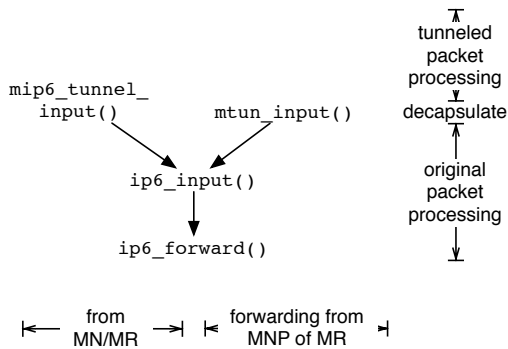 tunneled
packet
processing
mip6_tunnel_
input()
mtun_input()
decapsulate
ip6_input()
original
packet
processing
ip6_forward()
from
MN/MR
forwarding from
MNP of MR